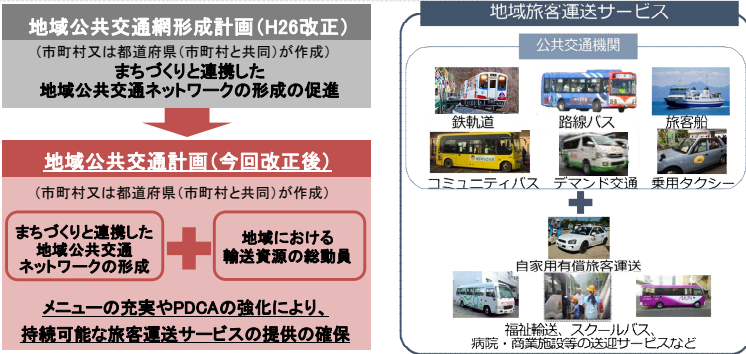 地域公共交通網形成計画(H26改正)
(市町村又は都道府県(市町村と共同)が作成)
まちづくりと連携した
地域公共交通ネットワークの形成の促進
地域公共交通計画(今回改正後)
(市町村又は都道府県(市町村と共同)が作成)
まちづくりと連携した
地域公共交通
ネットワークの形成
地域における
輸送資源の総動員
メニューの充実やPDCAの強化により、
持続可能な旅客運送サービスの提供の確保
地域旅客運送サービス
公共交通機関
鉄軌道
路線バス
旅客船
コミュニティバス
デマンド交通
乗用タクシー
自家用有償旅客運送
福祉輸送、スクールバス、
病院・商業施設等の送迎サービスなど